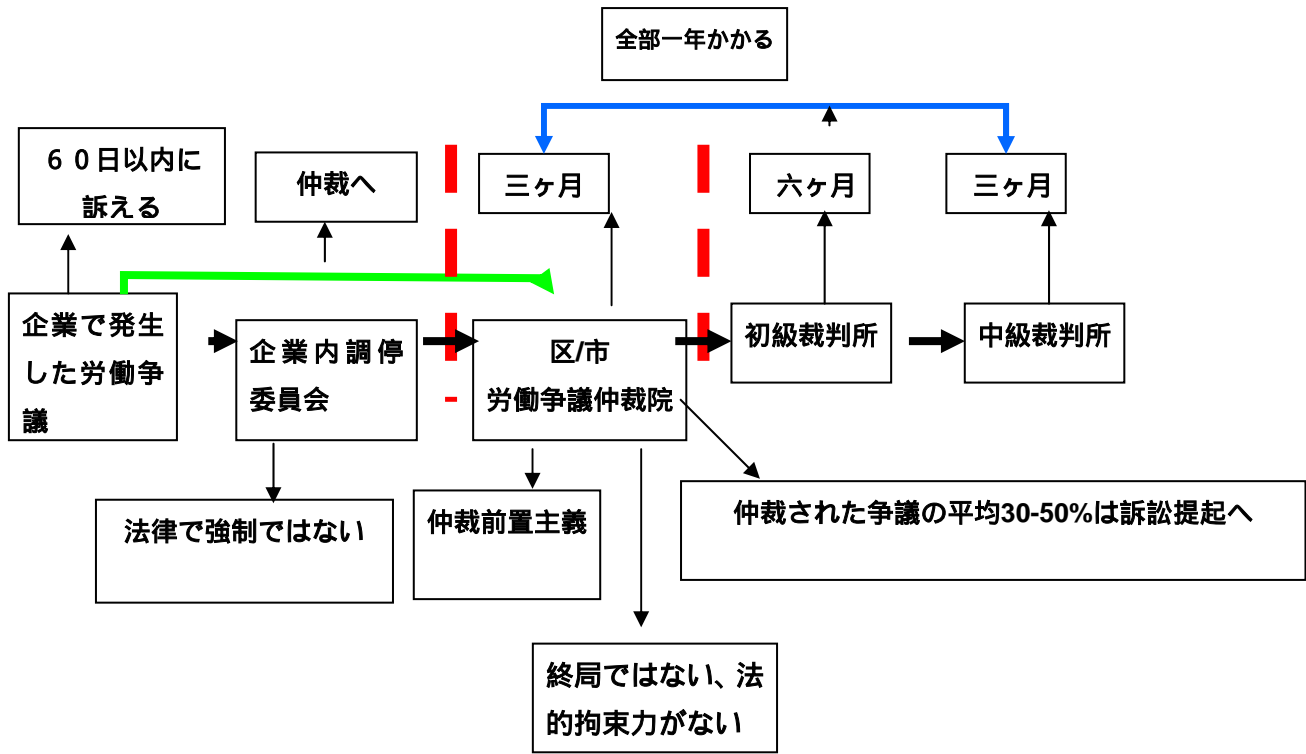 全部一年かかる
６０日以内に
訴える
仲裁へ
三ヶ月
六ヶ月
三ヶ月
企業で発生
した労働争
議
企業内調停
委員会
区/市
労働争議仲裁院
初級裁判所
中級裁判所
法律で強制ではない
仲裁前置主義
仲裁された争議の平均30-50%は訴訟提起へ
終局ではない、法
的拘束力がない